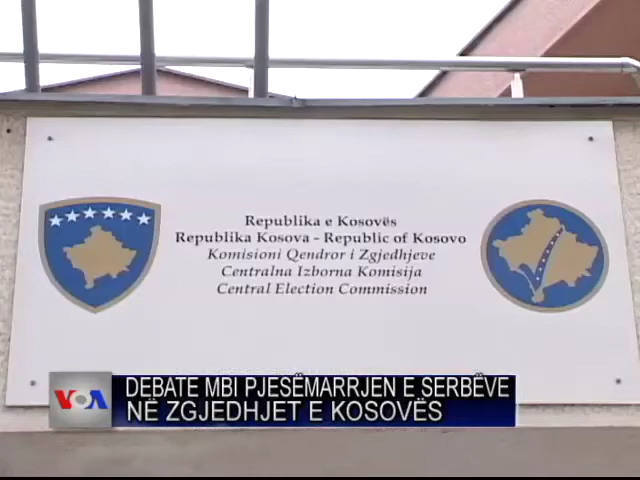 Republika e Kosovës
Republika Kosova - Republic of Kosovo
Komisioni Qendror i Zgjedhjeve
Centralna Izborna Komisija
Central Election Commission
VOA
DEBATE MBI PJESËMARRJEN E SERBËVE
NË ZGJEDHJET E KOSOVËS